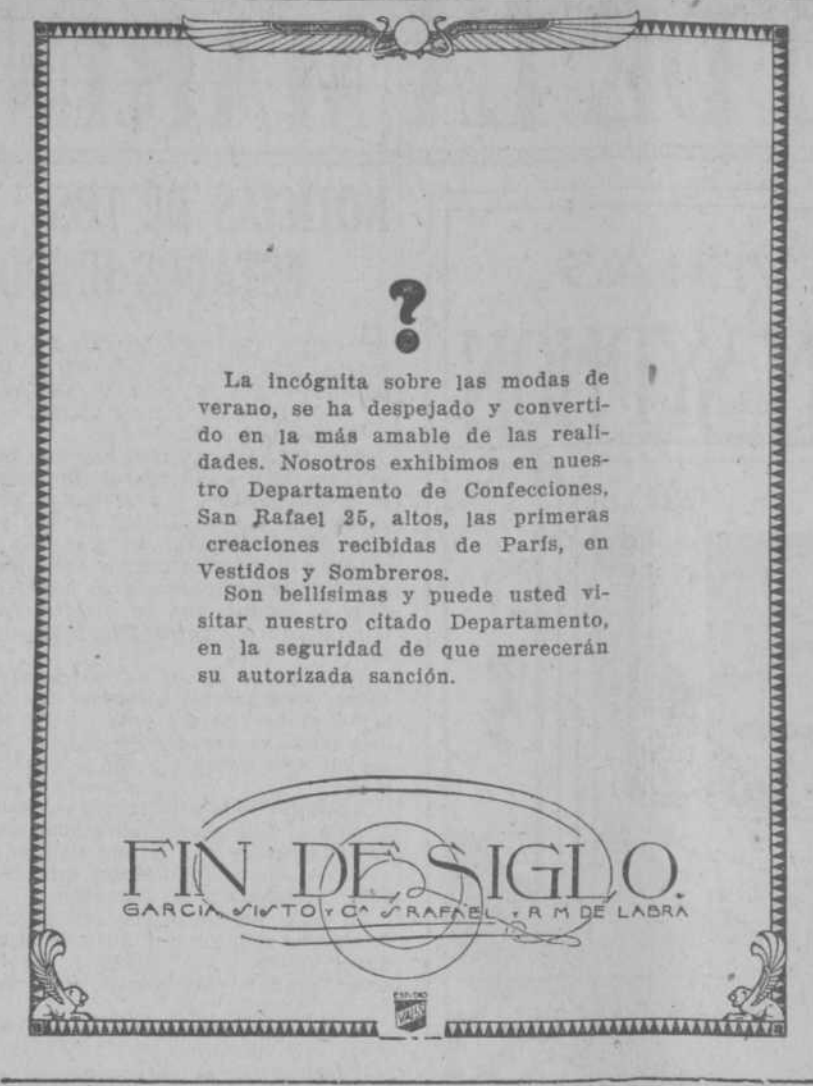 ?
La incógnita sobre las modas de
verano, se ha despejado y converti-
do en la más amable de las reali-
dades. Nosotros exhibimos en nues-
tro Departamento de Confecciones,
San Rafael 25, altos, las primeras
creaciones recibidas de París, en
Vestidos y Sombreros.
Son bellísimas y puede usted vi-
sitar nuestro citado Departamento,
en la seguridad de que merecerán
su autorizada sanción.
FIN DE SIGLO.
GARCIA, SISTO Y Cª S RAFAEL Y R M DE LABRA
ESTUDIO